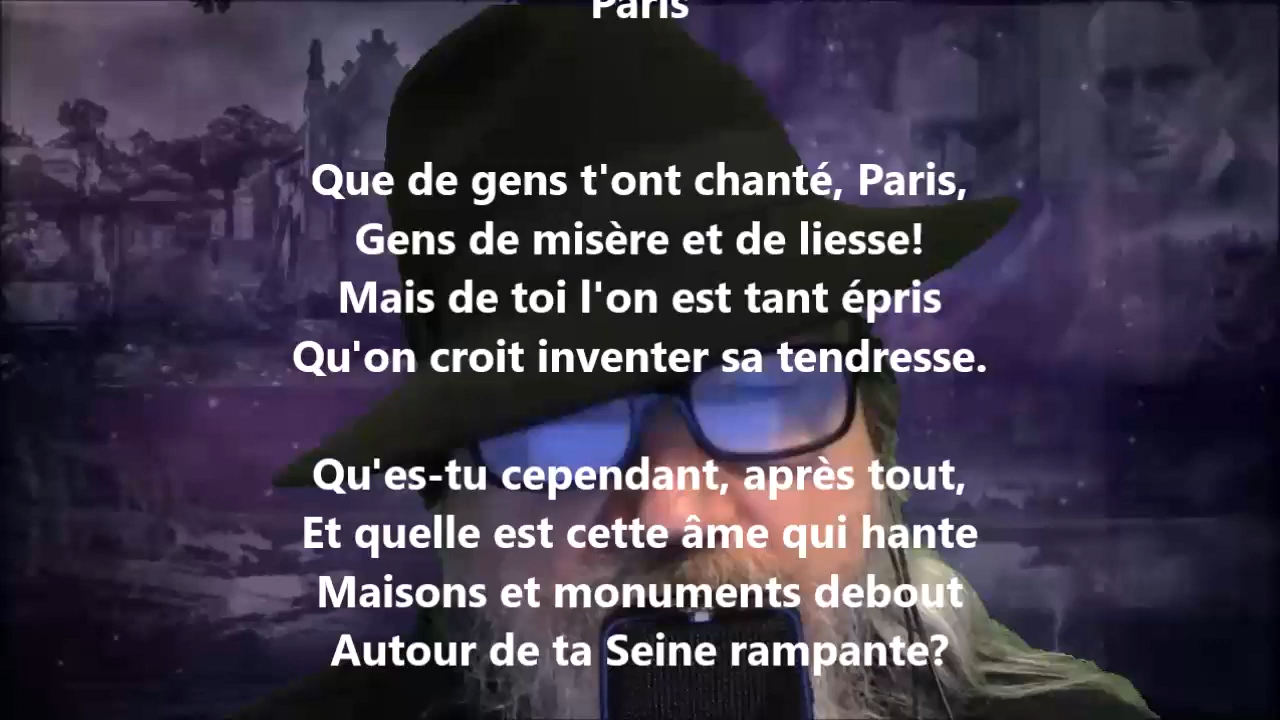 Paris
Que de gens t'ont chanté, Paris,
Gens de misère et de liesse!
Mais de toi l'on est tant épris
Qu'on croit inventer sa tendresse.
Qu'es-tu cependant, après tout,
Et quelle est cette âme qui hante
Maisons et monuments debout
Autour de ta Seine rampante?